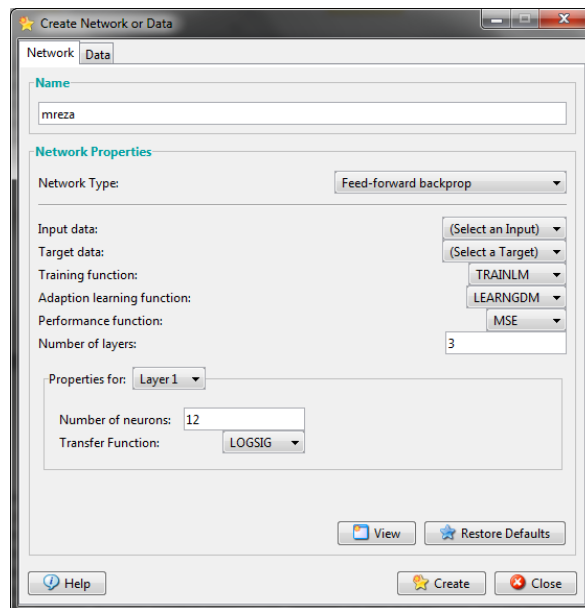 Create Network or Data
Network Data
Name
mreza
Network Properties
Network Type: Feed-forward backprop
Input data: (Select an Input)
Target data: (Select a Target)
Training function: TRAINLM
Adaption learning function: LEARNGDM
Performance function: MSE
Number of layers: 3
Properties for: Layer 1
Number of neurons: 12
Transfer Function: LOGSIG
View Restore Defaults
Help Create Close